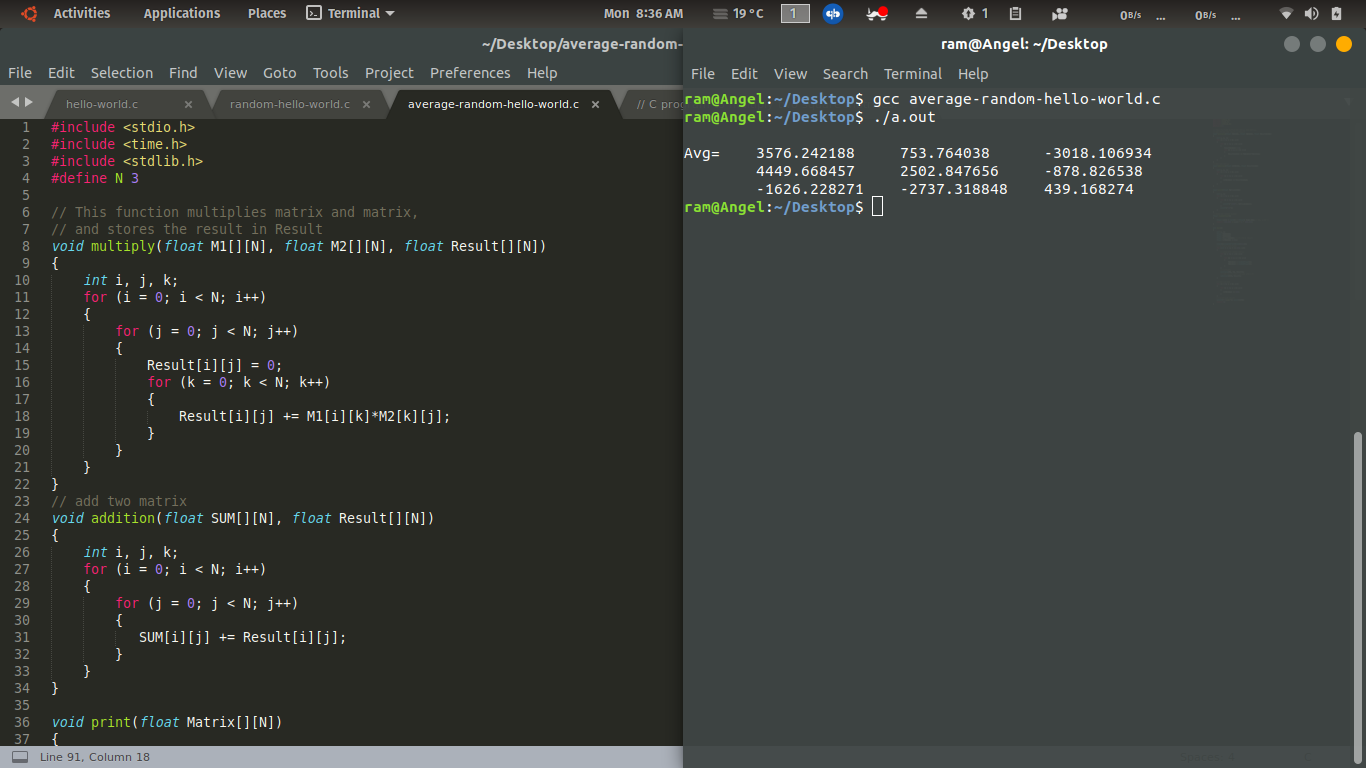 Activities Applications Places Terminal Mon 8:36 AM 19 °C 1 1 0B/s ... 0B/s ...
~/Desktop/average-random-
File Edit Selection Find View Goto Tools Project Preferences Help
hello-world.c × random-hello-world.c × average-random-hello-world.c × // C prog
1 #include <stdio.h>
2 #include <time.h>
3 #include <stdlib.h>
4 #define N 3
5
6 // This function multiplies matrix and matrix,
7 // and stores the result in Result
8 void multiply(float M1[][N], float M2[][N], float Result[][N])
9 {
10 int i, j, k;
11 for (i = 0; i < N; i++)
12 {
13 for (j = 0; j < N; j++)
14 {
15 Result[i][j] = 0;
16 for (k = 0; k < N; k++)
17 {
18 Result[i][j] += M1[i][k]*M2[k][j];
19 }
20 }
21 }
22 }
23 // add two matrix
24 void addition(float SUM[][N], float Result[][N])
25 {
26 int i, j, k;
27 for (i = 0; i < N; i++)
28 {
29 for (j = 0; j < N; j++)
30 {
31 SUM[i][j] += Result[i][j];
32 }
33 }
34 }
35
36 void print(float Matrix[][N])
37 {
Line 91, Column 18
ram@Angel: ~/Desktop
File Edit View Search Terminal Help
ram@Angel:~/Desktop$ gcc average-random-hello-world.c
ram@Angel:~/Desktop$ ./a.out
Avg= 3576.242188 753.764038 -3018.106934
4449.668457 2502.847656 -878.826538
-1626.228271 -2737.318848 439.168274
ram@Angel:~/Desktop$